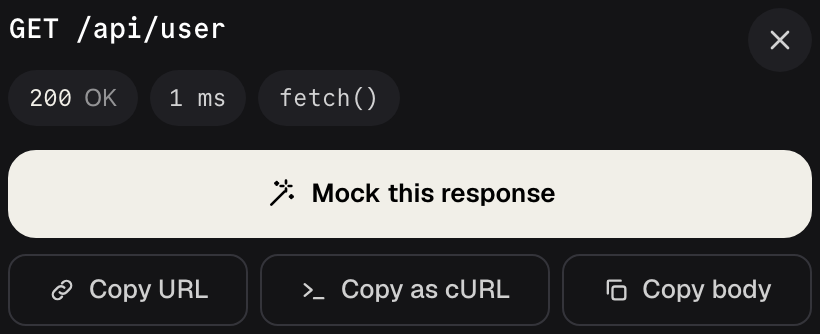 GET /api/user
200 OK 1 ms fetch()
Mock this response
Copy URL Copy as cURL Copy body